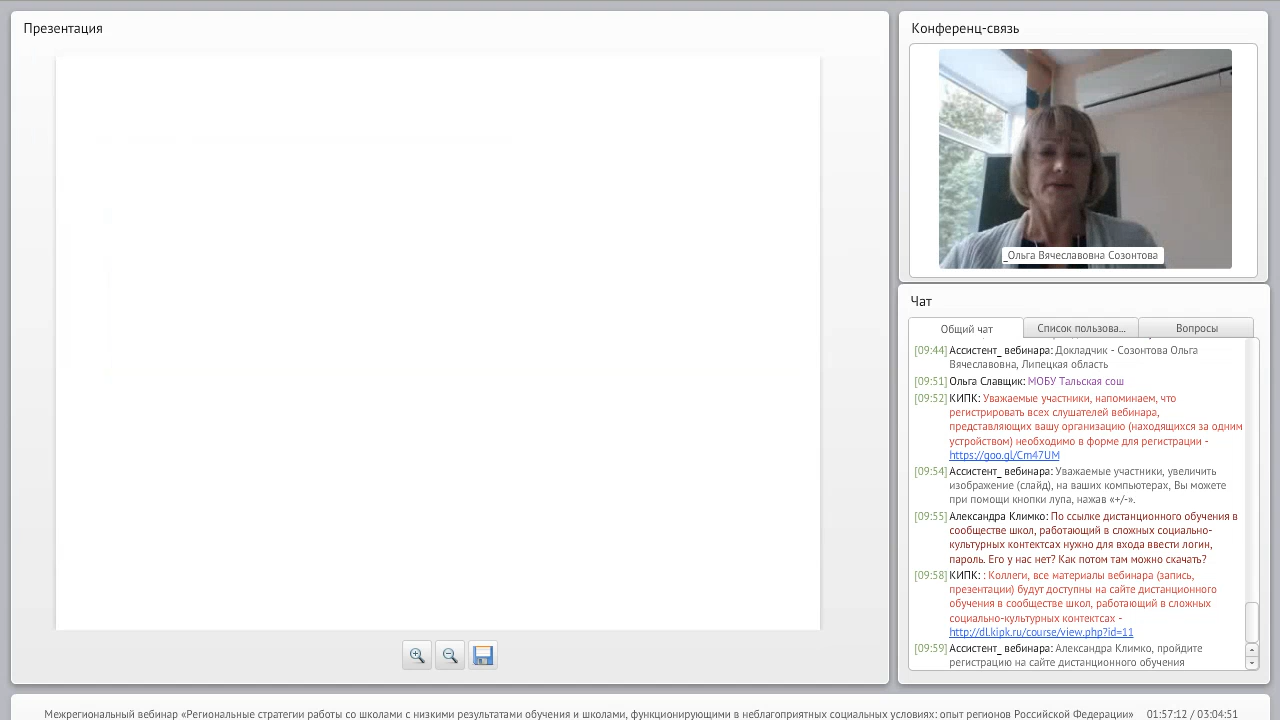 Презентация
Конференц-связь
_Ольга Вячеславовна Созонтова
Чат
Общий чат
Список пользова...
Вопросы
[09:44] Ассистент_ вебинара: Докладчик - Созонтова Ольга
Вячеславовна, Липецкая область
[09:51] Ольга Славщик: МОБУ Тальская сош
[09:52] КИПК: Уважаемые участники, напоминаем, что
регистрировать всех слушателей вебинара,
представляющих вашу организацию (находящихся за одним
устройством) необходимо в форме для регистрации -
https://goo.gl/Cm47UM
[09:54] Ассистент_ вебинара: Уважаемые участники, увеличить
изображение (слайд), на ваших компьютерах, Вы можете
при помощи кнопки лупа, нажав «+/-».
[09:55] Александра Климко: По ссылке дистанционного обучения в
сообществе школ, работающий в сложных социально-
культурных контектсах нужно для входа ввести логин,
пароль. Его у нас нет? Как потом там можно скачать?
[09:58] КИПК: : Коллеги, все материалы вебинара (запись,
презентации) будут доступны на сайте дистанционного
обучения в сообществе школ, работающий в сложных
социально-культурных контектсах -
http://dl.kipk.ru/course/view.php?id=11
[09:59] Ассистент_ вебинара: Александра Климко, пройдите
регистрацию на сайте дистанционного обучения
Межрегиональный вебинар «Региональные стратегии работы со школами с низкими результатами обучения и школами, функционирующими в неблагоприятных социальных условиях: опыт регионов Российской Федерации»
01:57:12 / 03:04:51